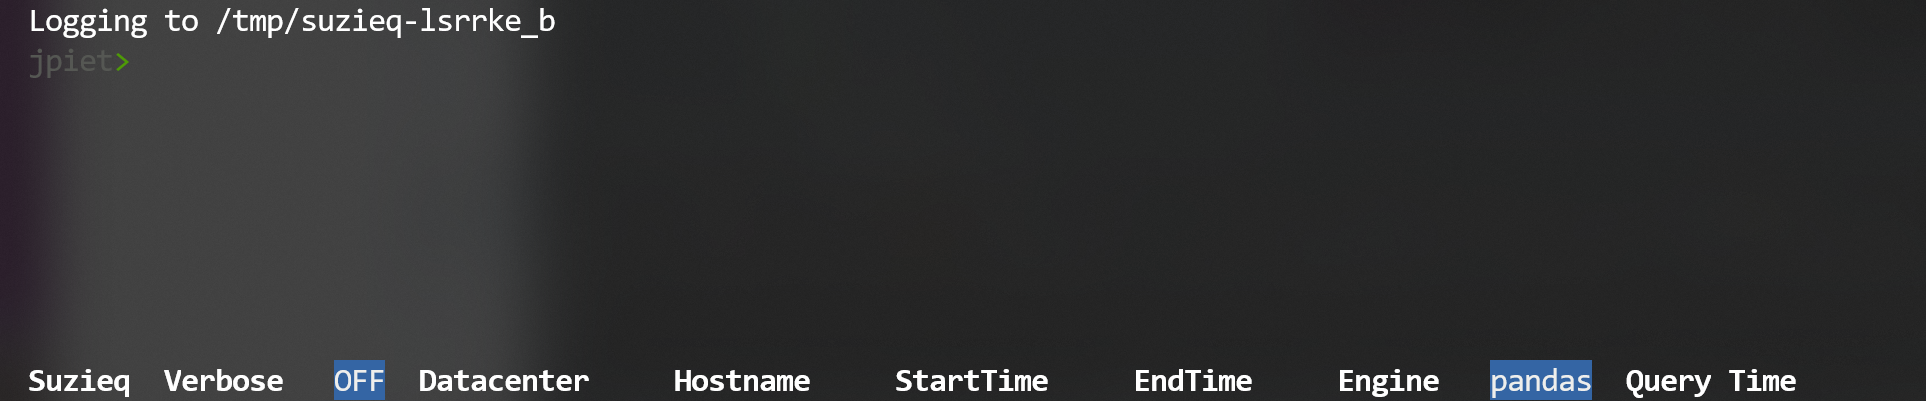 Logging to /tmp/suzieq-lsrrke_b
jpiet>
Suzieq Verbose OFF Datacenter Hostname StartTime EndTime Engine pandas Query Time